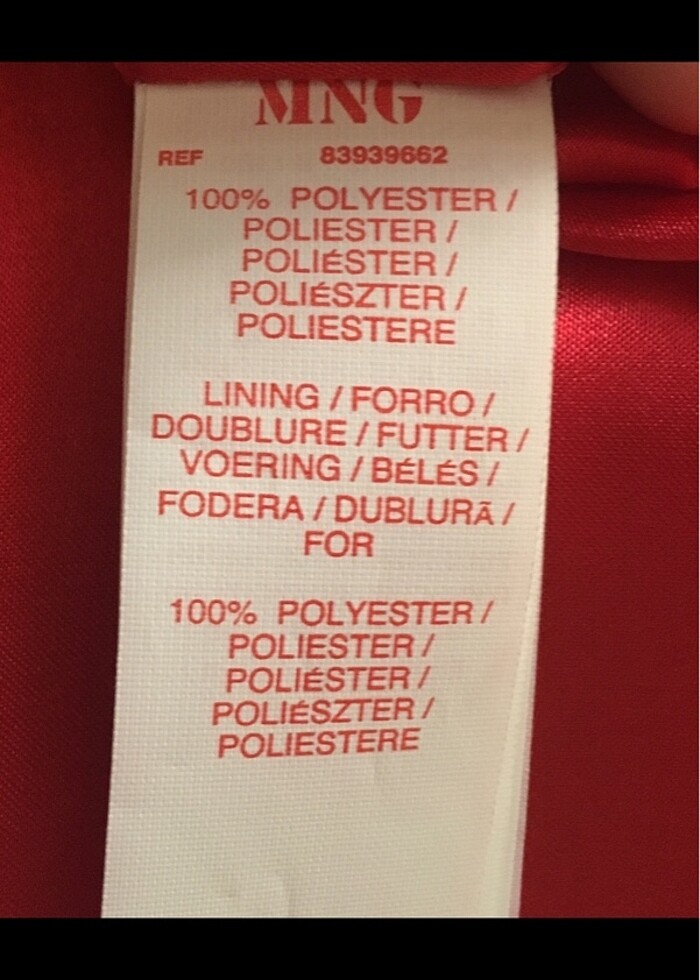 MNG
REF 83939662
100% POLYESTER /
POLIESTER /
POLIÉSTER /
POLIÉSZTER /
POLIESTERE
LINING / FORRO /
DOUBLURE / FUTTER /
VOERING / BÉLÉS /
FODERA / DUBLURÃ /
FOR
100% POLYESTER /
POLIESTER /
POLIÉSTER /
POLIÉSZTER /
POLIESTERE